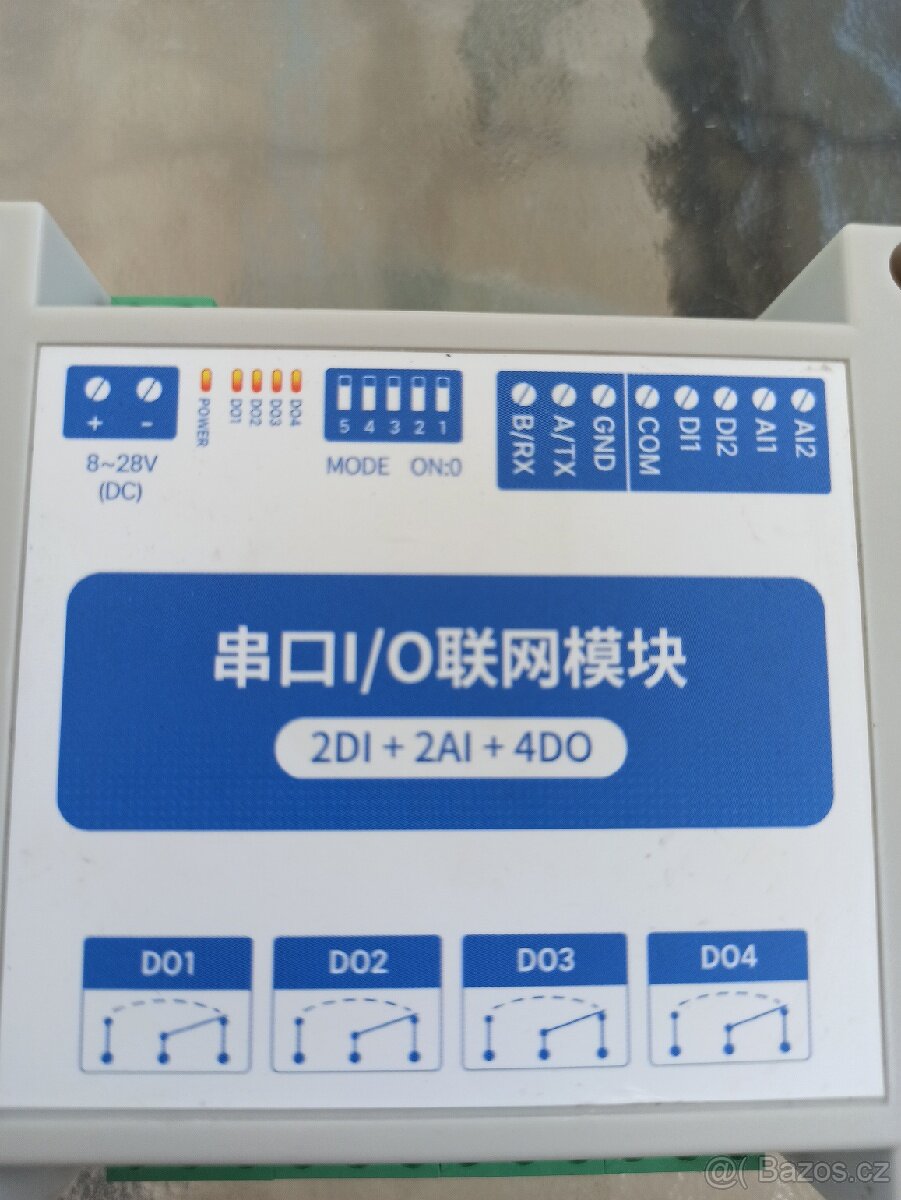 + -
8~28V
(DC)
POWER
DO1
DO2
DO3
DO4
5 4 3 2 1
MODE ON:0
B/RX
A/TX
GND
COM
DI1
DI2
AI1
AI2
串口I/O联网模块
2DI + 2AI + 4DO
DO1 DO2 DO3 DO4
@ Bazos.cz